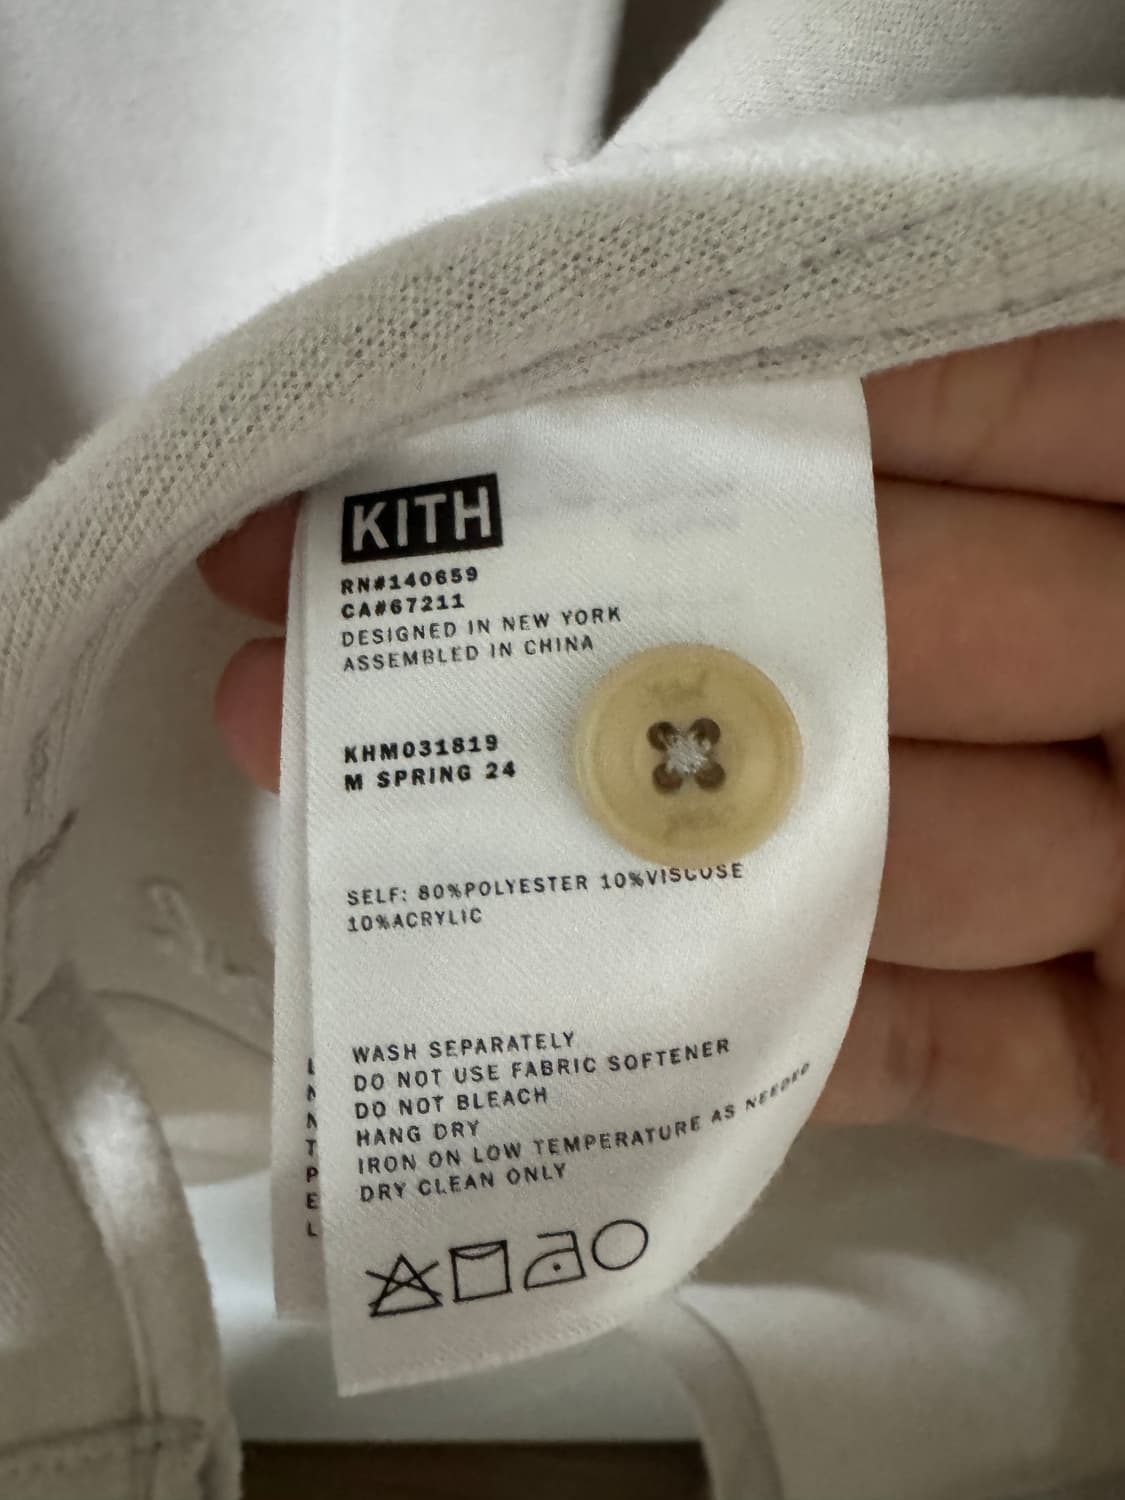 KITH
RN#140659
CA#67211
DESIGNED IN NEW YORK
ASSEMBLED IN CHINA
KHM031819
M SPRING 24
SELF: 80%POLYESTER 10%VISCOSE
10%ACRYLIC
WASH SEPARATELY
DO NOT USE FABRIC SOFTENER
DO NOT BLEACH
HANG DRY
IRON ON LOW TEMPERATURE AS NEEDED
DRY CLEAN ONLY
L
N
N
T
P
E
L